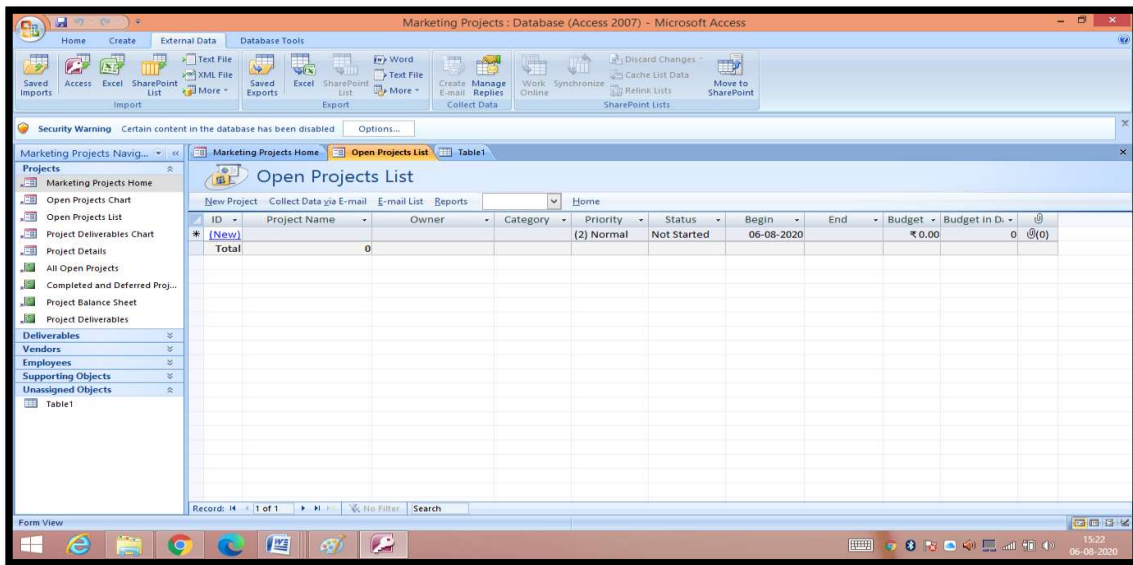 Marketing Projects : Database (Access 2007) - Microsoft Access
Home Create External Data Database Tools
Saved Imports
Access
Excel
SharePoint List
Text File
XML File
More
Import
Saved Exports
Excel
SharePoint List
Word
Text File
More
Export
Create E-mail
Manage Replies
Collect Data
Work Online
Synchronize
Discard Changes
Cache List Data
Relink Lists
Move to SharePoint
SharePoint Lists
Security Warning Certain content in the database has been disabled Options...
Marketing Projects Navig...
Projects
Marketing Projects Home
Open Projects Chart
Open Projects List
Project Deliverables Chart
Project Details
All Open Projects
Completed and Deferred Proj...
Project Balance Sheet
Project Deliverables
Deliverables
Vendors
Employees
Supporting Objects
Unassigned Objects
Table1
Marketing Projects Home Open Projects List Table1
Open Projects List
New Project Collect Data via E-mail E-mail List Reports Home
ID Project Name Owner Category Priority Status Begin End Budget Budget in Da
(New) (2) Normal Not Started 06-08-2020 ₹ 0.00 0 (0)
Total 0
Record: 1 of 1 No Filter Search
Form View
15:22
06-08-2020